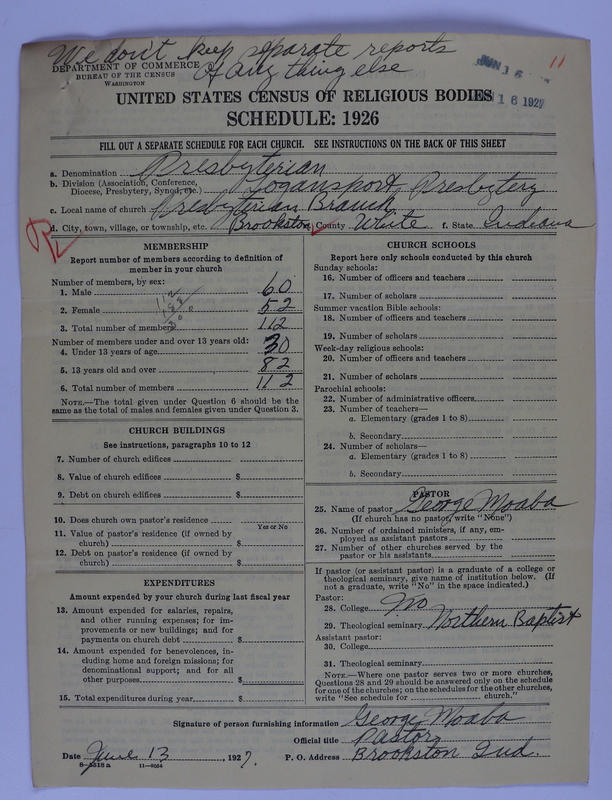 We don't keep separate reports
of any thing else
DEPARTMENT OF COMMERCE
BUREAU OF THE CENSUS
WASHINGTON
JUN 16
16 1927
11
UNITED STATES CENSUS OF RELIGIOUS BODIES
SCHEDULE: 1926
FILL OUT A SEPARATE SCHEDULE FOR EACH CHURCH. SEE INSTRUCTIONS ON THE BACK OF THIS SHEET
a. Denomination Presbyterian
b. Division (Association, Conference, Diocese, Presbytery, Synod, etc.) Logansport Presbytery
c. Local name of church Presbyterian Branch
d. City, town, village, or township, etc. Brookston e. County White f. State Indiana
MEMBERSHIP
Report number of members according to definition of
member in your church
Number of members, by sex:
1. Male 60
2. Female 52
3. Total number of members 112
Number of members under and over 13 years old:
4. Under 13 years of age 30
5. 13 years old and over 82
6. Total number of members 112
NOTE.—The total given under Question 6 should be the
same as the total of males and females given under Question 3.
CHURCH BUILDINGS
See instructions, paragraphs 10 to 12
7. Number of church edifices
8. Value of church edifices $
9. Debt on church edifices $
10. Does church own pastor's residence
Yes or No
11. Value of pastor's residence (if owned by
church) $
12. Debt on pastor's residence (if owned by
church) $
EXPENDITURES
Amount expended by your church during last fiscal year
13. Amount expended for salaries, repairs,
and other running expenses; for im-
provements or new buildings; and for
payments on church debt $
14. Amount expended for benevolences, in-
cluding home and foreign missions; for
denominational support; and for all
other purposes $
15. Total expenditures during year $
CHURCH SCHOOLS
Report here only schools conducted by this church
Sunday schools:
16. Number of officers and teachers
17. Number of scholars
Summer vacation Bible schools:
18. Number of officers and teachers
19. Number of scholars
Week-day religious schools:
20. Number of officers and teachers
21. Number of scholars
Parochial schools:
22. Number of administrative officers
23. Number of teachers—
a. Elementary (grades 1 to 8)
b. Secondary
24. Number of scholars—
a. Elementary (grades 1 to 8)
b. Secondary
PASTOR
25. Name of pastor George Moaba
(If church has no pastor, write "None")
26. Number of ordained ministers, if any, em-
ployed as assistant pastors
27. Number of other churches served by the
pastor or his assistants
If pastor (or assistant pastor) is a graduate of a college or
theological seminary, give name of institution below. (If
not a graduate, write "No" in the space indicated.)
Pastor:
28. College No
29. Theological seminary Northern Baptist
Assistant pastor:
30. College
31. Theological seminary
NOTE.—Where one pastor serves two or more churches,
Questions 28 and 29 should be answered only on the schedule
for one of the churches; on the schedules for the other churches,
write "See schedule for church."
Signature of person furnishing information George Moaba
Official title Pastor
Date June 13, 1927. P. O. Address Brookston Ind.
8-5518a 11-9064